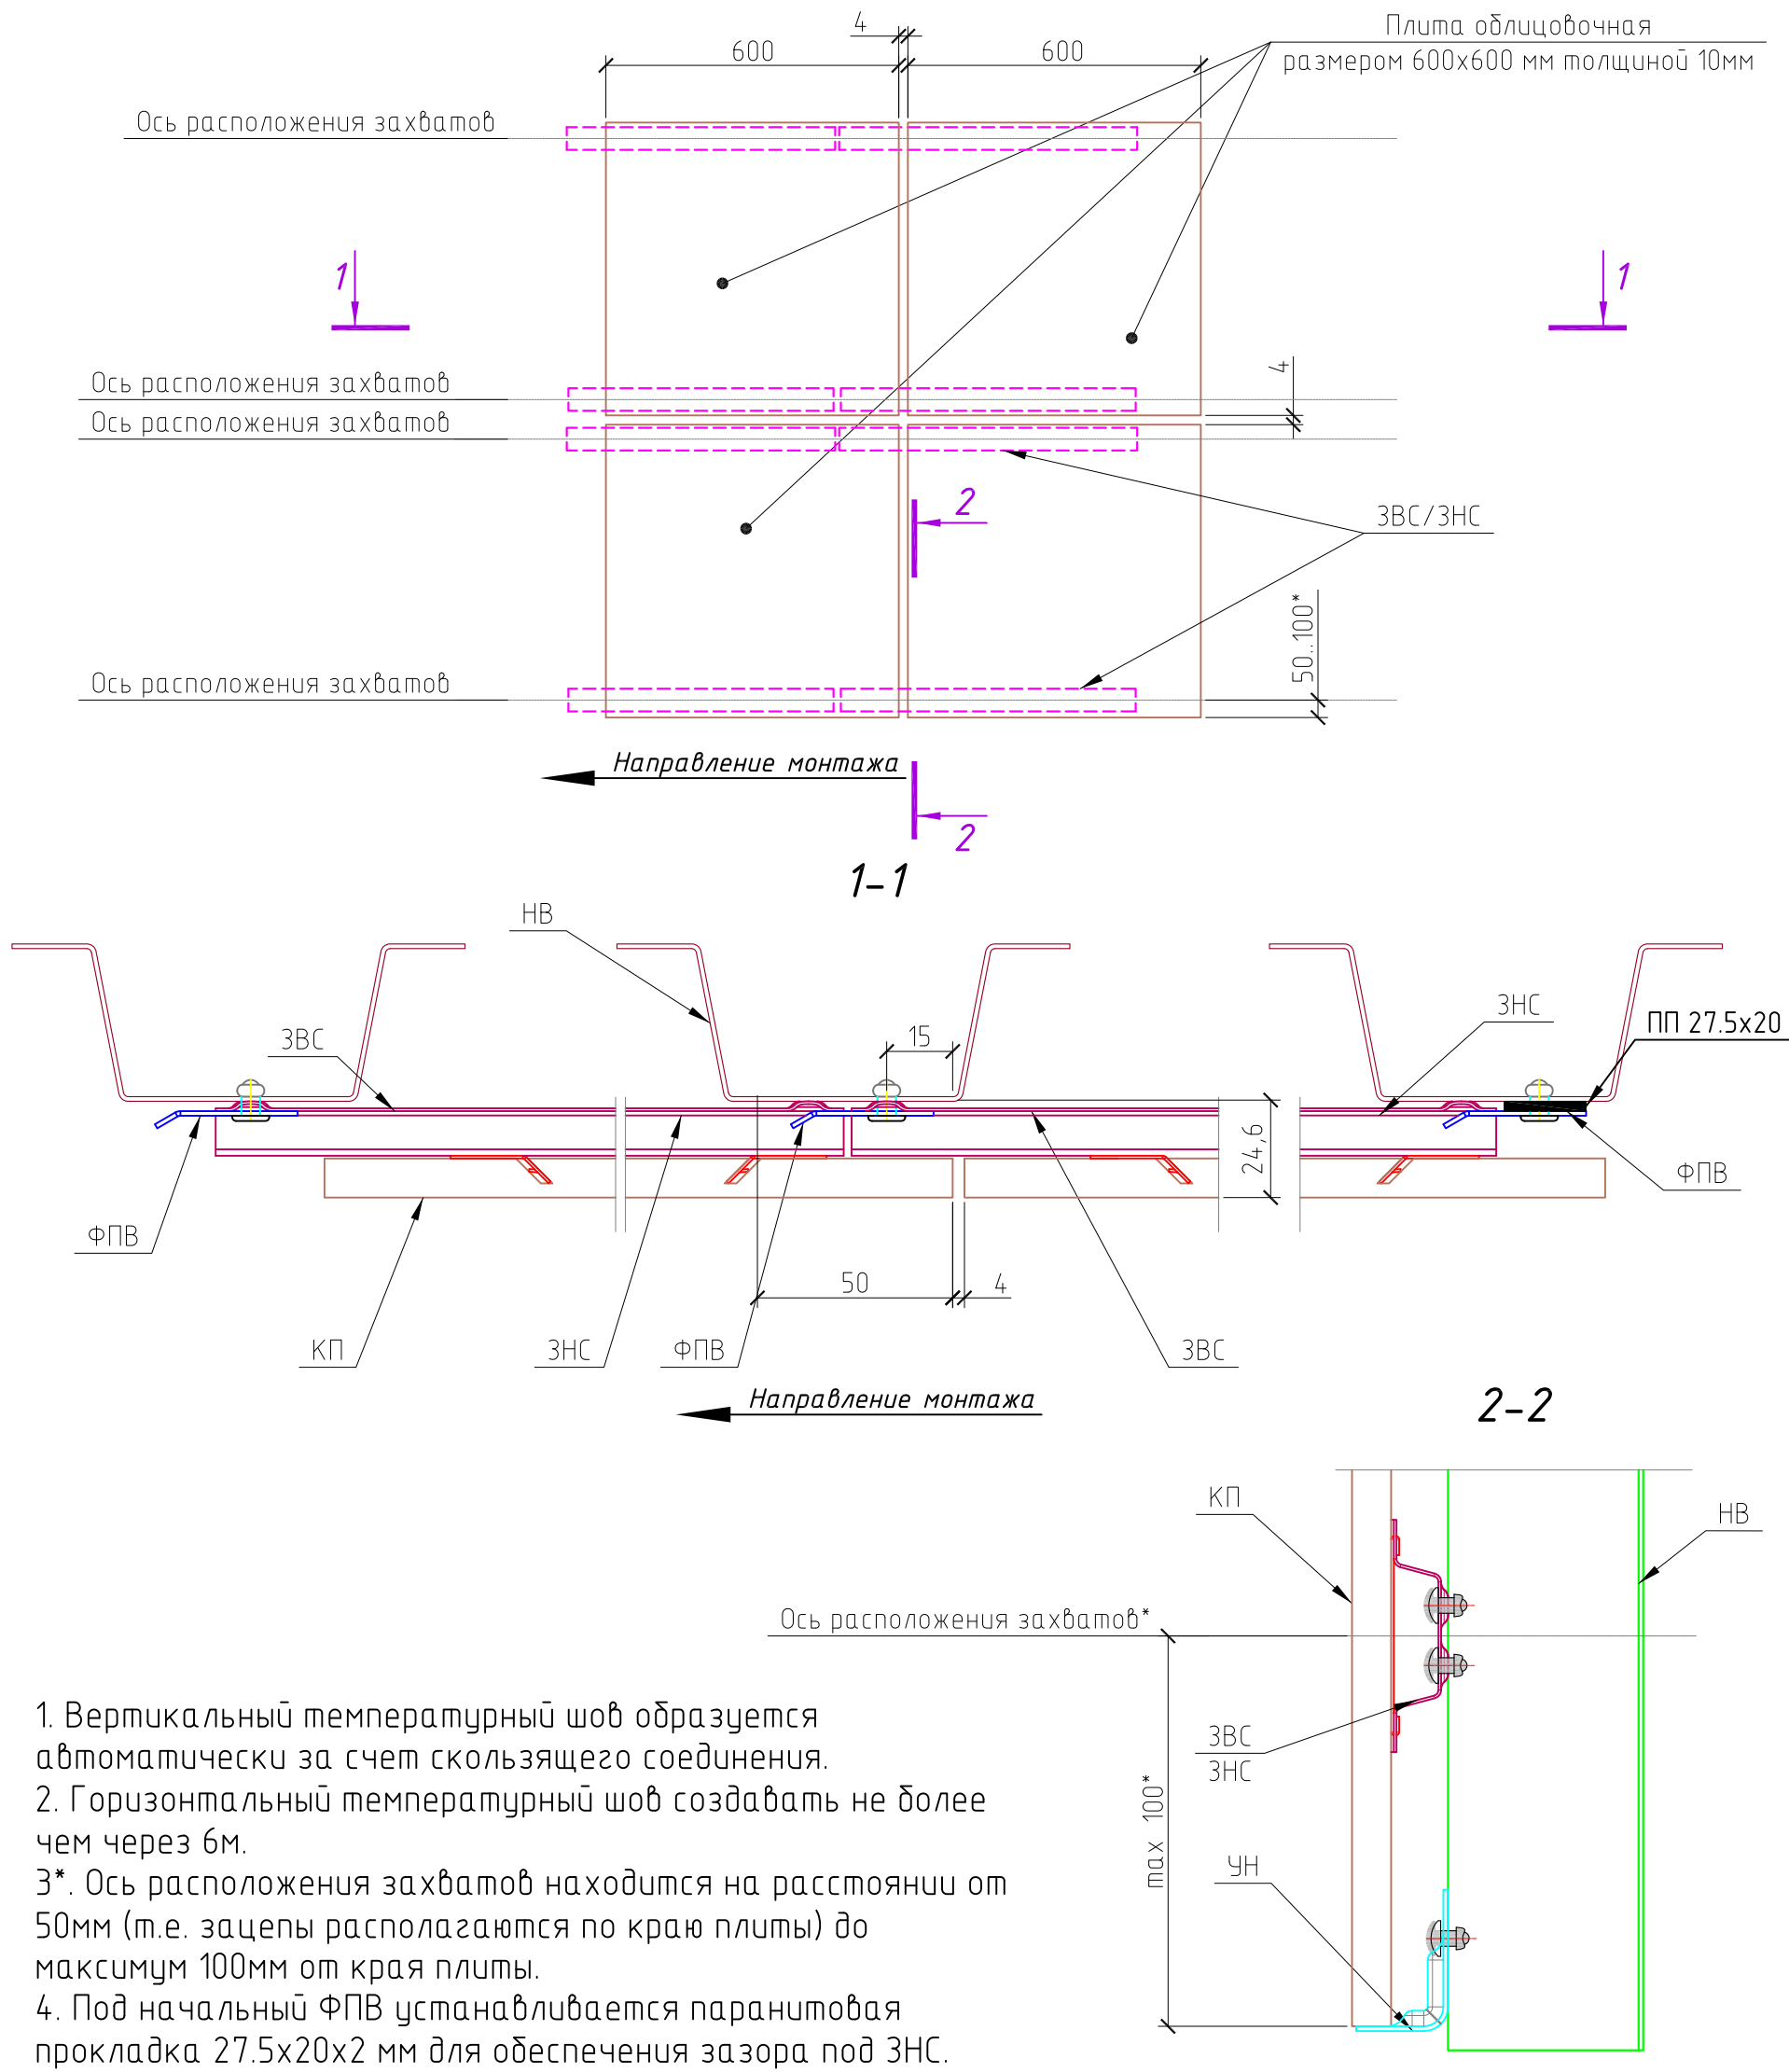 4
600
600
Плита облицовочная
размером 600х600 мм толщиной 10мм
Ось расположения захватов
1
1
4
Ось расположения захватов
Ось расположения захватов
2
ЗВС/ЗНС
50..100*
Ось расположения захватов
Направление монтажа
2
1-1
НВ
ЗНС
ПП 27.5х20
ЗВС
15
24,6
ФПВ
ФПВ
50
4
КП
ЗНС
ФПВ
ЗВС
Направление монтажа
2-2
КП
НВ
Ось расположения захватов*
ЗВС
ЗНС
max 100*
УН
1. Вертикальный температурный шов образуется
автоматически за счет скользящего соединения.
2. Горизонтальный температурный шов создавать не более
чем через 6м.
3*. Ось расположения захватов находится на расстоянии от
50мм (т.е. зацепы располагаются по краю плиты) до
максимум 100мм от края плиты.
4. Под начальный ФПВ устанавливается паранитовая
прокладка 27.5х20х2 мм для обеспечения зазора под ЗНС.